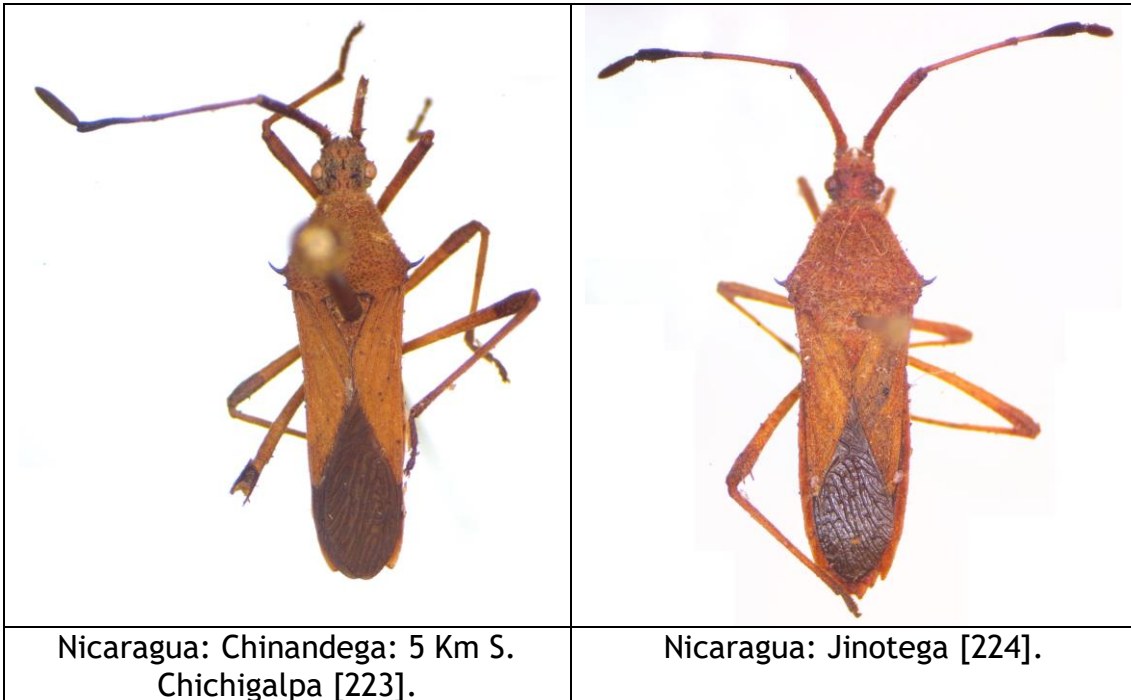 Nicaragua: Chinandega: 5 Km S.
Chichigalpa [223].
Nicaragua: Jinotega [224].